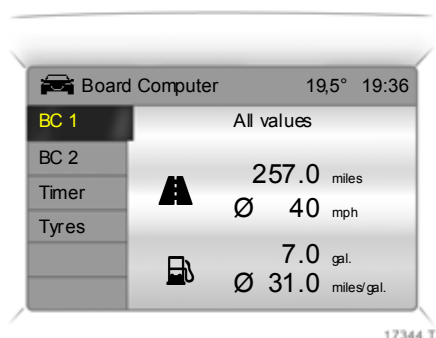 Board Computer 19,5° 19:36
BC 1
All values
BC 2
Timer
Tyres
257.0 miles
Ø 40 mph
7.0 gal.
Ø 31.0 miles/gal.
17344 T